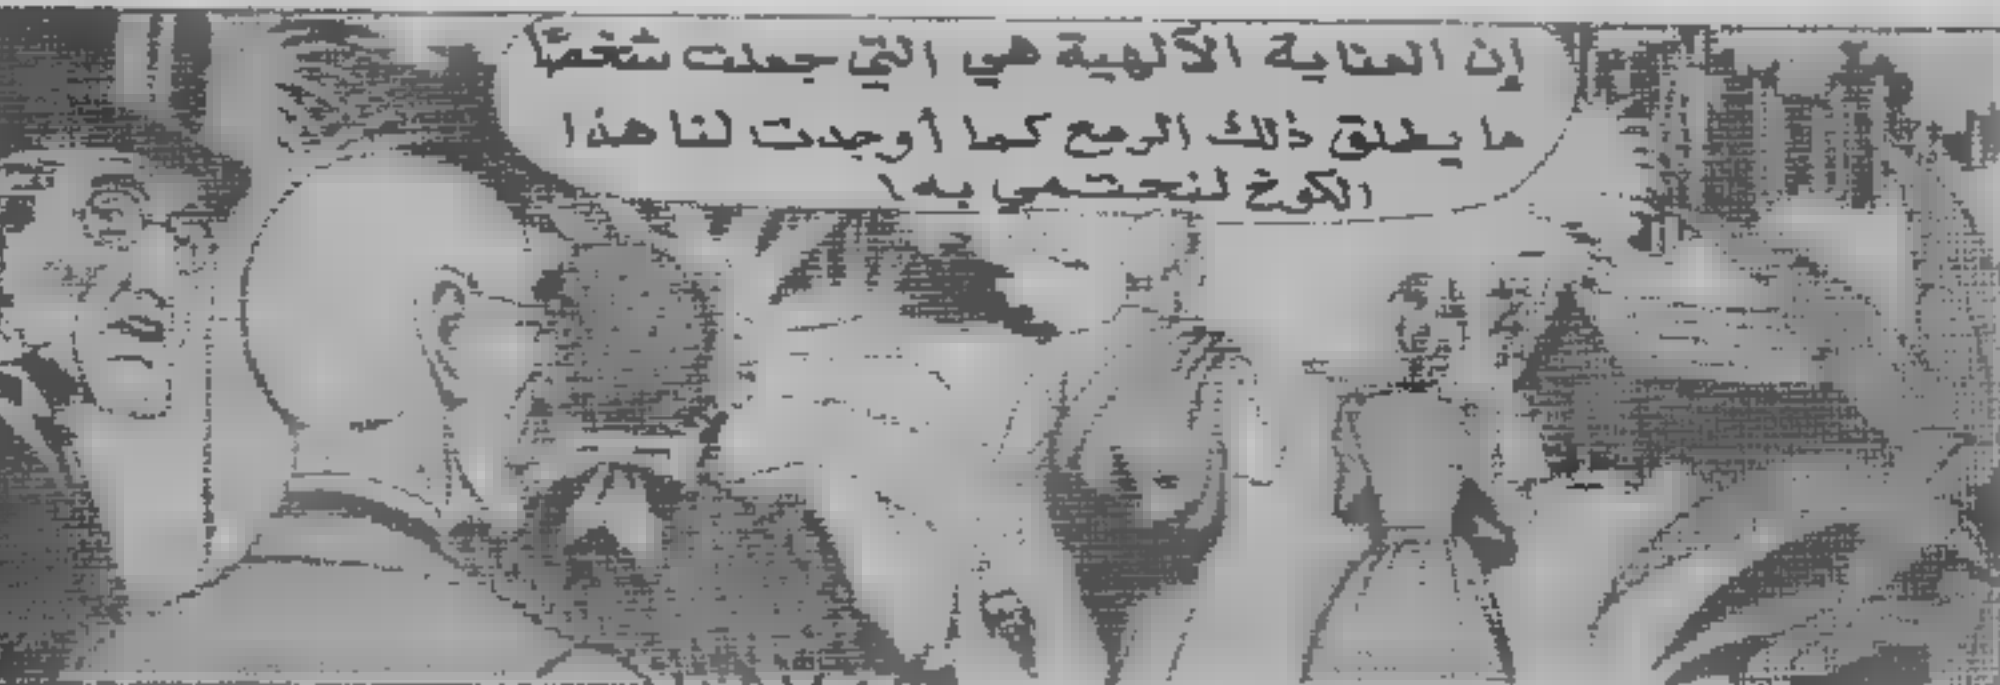 إن العناية الآلهية هي التي جعلت شخصًا
ما يطلق ذلك الرمح كما أوجدت لنا هذا
الكوخ لنحتمي به !